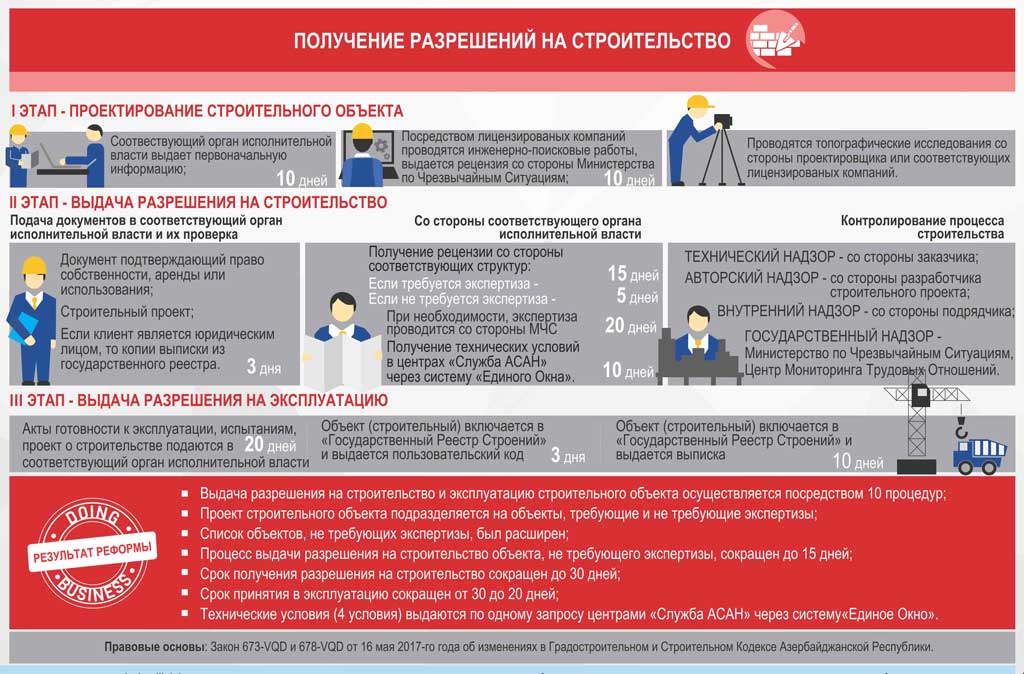 ПОЛУЧЕНИЕ РАЗРЕШЕНИЙ НА СТРОИТЕЛЬСТВО
I ЭТАП - ПРОЕКТИРОВАНИЕ СТРОИТЕЛЬНОГО ОБЪЕКТА
Соотвествующий орган исполнительной
власти выдает первоначальную
информацию;
10 дней
Посредством лицензированых компаний
проводятся инженерно-поисковые работы,
выдается рецензия со стороны Министерства
по Чрезвычайным Ситуациям;
10 дней
Проводятся топографические исследования со
стороны проектировщика или соответствующих
лицензированых компаний.
II ЭТАП - ВЫДАЧА РАЗРЕШЕНИЯ НА СТРОИТЕЛЬСТВО
Подача документов в соответствующий орган
исполнительной власти и их проверка
Документ подтверждающий право
собственности, аренды или
использования;
Строительный проект;
Если клиент является юридическим
лицом, то копии выписки из
государственного реестра.
3 дня
Со стороны соответствующего органа
исполнительной власти
Получение рецензии со стороны
соответствующих структур:
Если требуется экспертиза -
15 дней
Если не требуется экспертиза -
5 дней
При необходимости, экспертиза
проводится со стороны МЧС
20 дней
Получение технических условий
в центрах «Служба АСАН»
через систему «Единого Окна».
10 дней
Контролирование процесса
строительства
ТЕХНИЧЕСКИЙ НАДЗОР - со стороны заказчика;
АВТОРСКИЙ НАДЗОР - со стороны разработчика
строительного проекта;
ВНУТРЕННИЙ НАДЗОР - со стороны подрядчика;
ГОСУДАРСТВЕННЫЙ НАДЗОР -
Министерство по Чрезвычайным Ситуациям,
Центр Мониторинга Трудовых Отношений.
III ЭТАП - ВЫДАЧА РАЗРЕШЕНИЯ НА ЭКСПЛУАТАЦИЮ
Акты готовности к эксплуатации, испытаниям,
проект о строительстве подаются в
соответствующий орган исполнительной власти
20 дней
Объект (строительный) включается в
«Государственный Реестр Строений»
и выдается пользовательский код
3 дня
Объект (строительный) включается в
«Государственный Реестр Строений» и
выдается выписка
10 дней
DOING
РЕЗУЛЬТАТ РЕФОРМЫ
BUSINESS
▪ Выдача разрешения на строительство и эксплуатацию строительного объекта осуществляется посредством 10 процедур;
▪ Проект строительного объекта подразделяется на объекты, требующие и не требующие экспертизы;
▪ Список объектов, не требующих экспертизы, был расширен;
▪ Процесс выдачи разрешения на строительство объекта, не требующего экспертизы, сокращен до 15 дней;
▪ Срок получения разрешения на строительство сокращен до 30 дней;
▪ Срок принятия в эксплуатацию сокращен от 30 до 20 дней;
▪ Технические условия (4 условия) выдаются по одному запросу центрами «Служба АСАН» через систему«Единое Окно».
Правовые основы: Закон 673-VQD и 678-VQD от 16 мая 2017-го года об изменениях в Градостроительном и Строительном Кодексе Азербайджанской Республики.